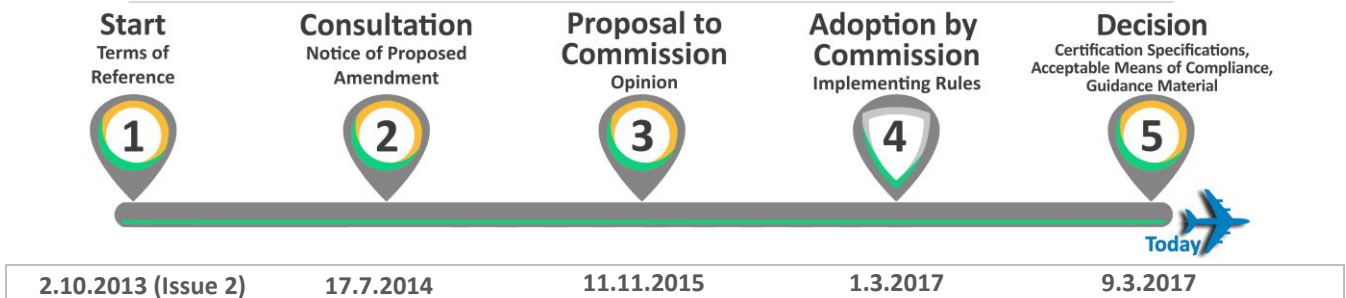 Start
Terms of
Reference
1
Consultation
Notice of Proposed
Amendment
2
Proposal to
Commission
Opinion
3
Adoption by
Commission
Implementing Rules
4
Decision
Certification Specifications,
Acceptable Means of Compliance,
Guidance Material
5
Today
2.10.2013 (Issue 2) 17.7.2014 11.11.2015 1.3.2017 9.3.2017